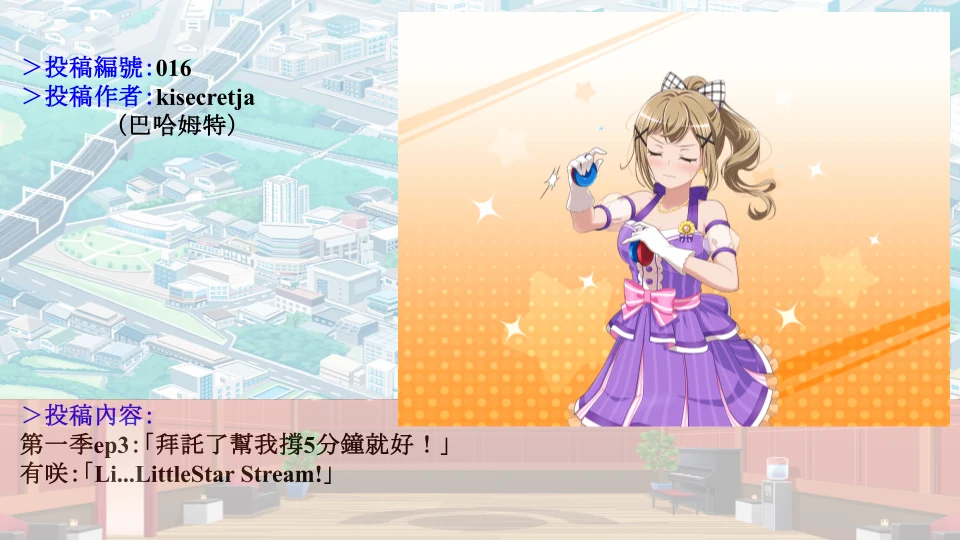 ＞投稿編號：016
＞投稿作者：kisecretja
（巴哈姆特）
＞投稿內容：
第一季ep3：「拜託了幫我撐5分鐘就好！」
有咲：「Li...LittleStar Stream!」